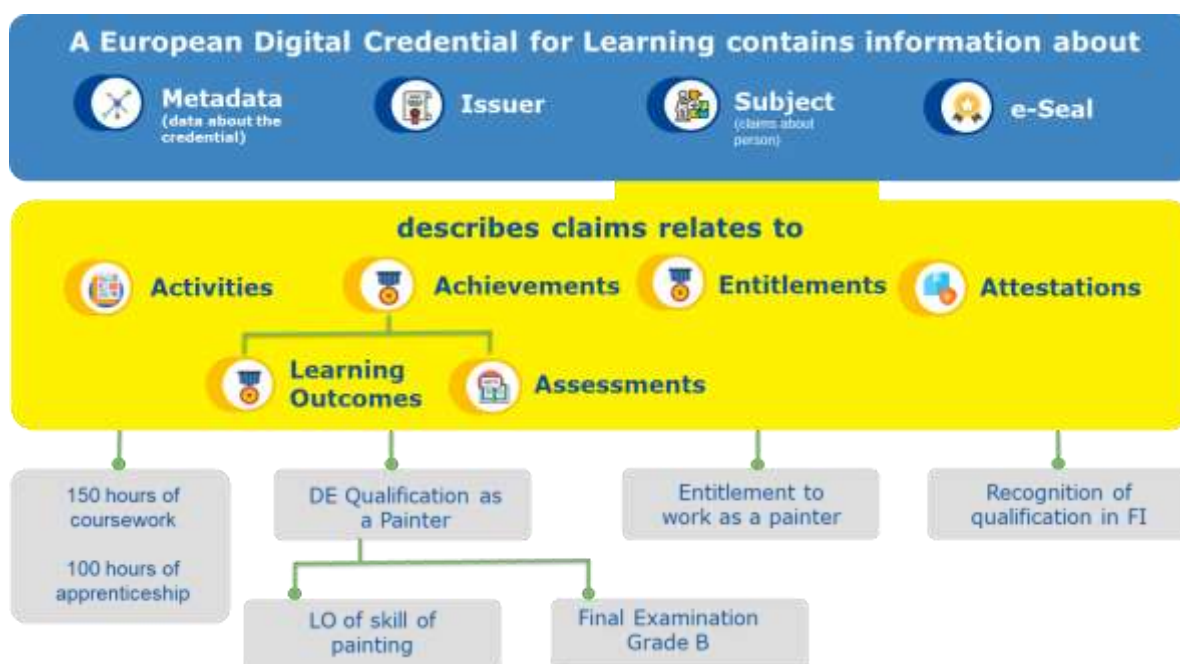 A European Digital Credential for Learning contains information about
Metadata
(data about the
credential)
Issuer
Subject
(claims about
person)
e-Seal
describes claims relates to
Activities
Achievements
Entitlements
Attestations
Learning
Outcomes
Assessments
150 hours of
coursework
100 hours of
apprenticeship
DE Qualification as
a Painter
Entitlement to
work as a painter
Recognition of
qualification in FI
LO of skill of
painting
Final Examination
Grade B